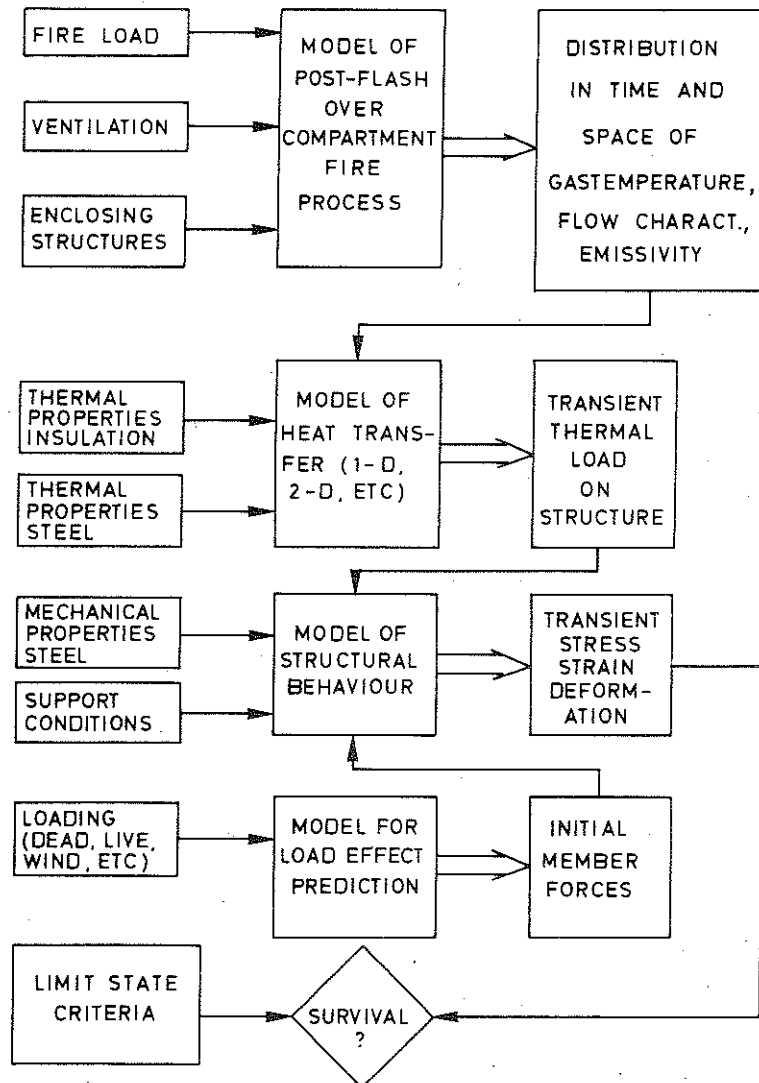 FIRE LOAD
VENTILATION
ENCLOSING
STRUCTURES
MODEL OF
POST-FLASH
OVER
COMPARTMENT
FIRE
PROCESS
DISTRIBUTION
IN TIME AND
SPACE OF
GASTEMPERATURE,
FLOW CHARACT.,
EMISSIVITY
THERMAL
PROPERTIES
INSULATION
THERMAL
PROPERTIES
STEEL
MODEL OF
HEAT TRANS-
FER (1-D,
2-D, ETC)
TRANSIENT
THERMAL
LOAD
ON
STRUCTURE
MECHANICAL
PROPERTIES
STEEL
SUPPORT
CONDITIONS
MODEL OF
STRUCTURAL
BEHAVIOUR
TRANSIENT
STRESS
STRAIN
DEFORM-
ATION
LOADING
(DEAD, LIVE,
WIND, ETC)
MODEL FOR
LOAD EFFECT
PREDICTION
INITIAL
MEMBER
FORCES
LIMIT STATE
CRITERIA
SURVIVAL
?